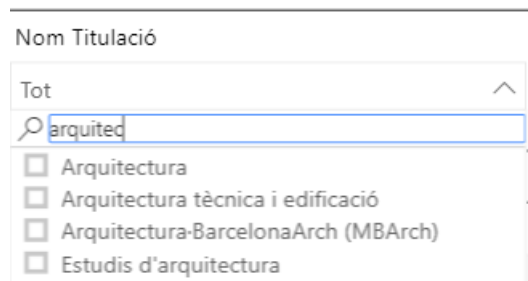 Nom Titulació
Tot
arquitec
Arquitectura
Arquitectura tècnica i edificació
Arquitectura-BarcelonaArch (MBArch)
Estudis d'arquitectura